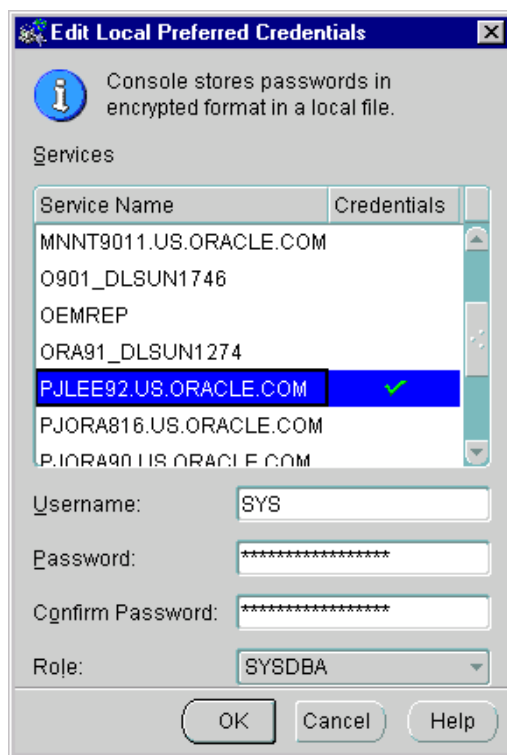 Edit Local Preferred Credentials
Console stores passwords in
encrypted format in a local file.
Services
Service Name Credentials
MNNT9011.US.ORACLE.COM
O901_DLSUN1746
OEMREP
ORA91_DLSUN1274
PJLEE92.US.ORACLE.COM
PJORA816.US.ORACLE.COM
PJORA90.US.ORACLE.COM
Username: SYS
Password: *****************
Confirm Password: *****************
Role: SYSDBA
OK Cancel Help